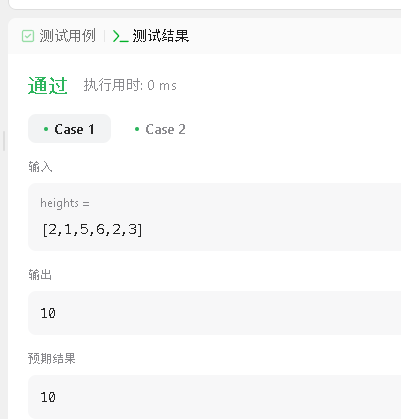 测试用例 >_ 测试结果
通过 执行用时: 0 ms
• Case 1 • Case 2
输入
heights =
[2,1,5,6,2,3]
输出
10
预期结果
10